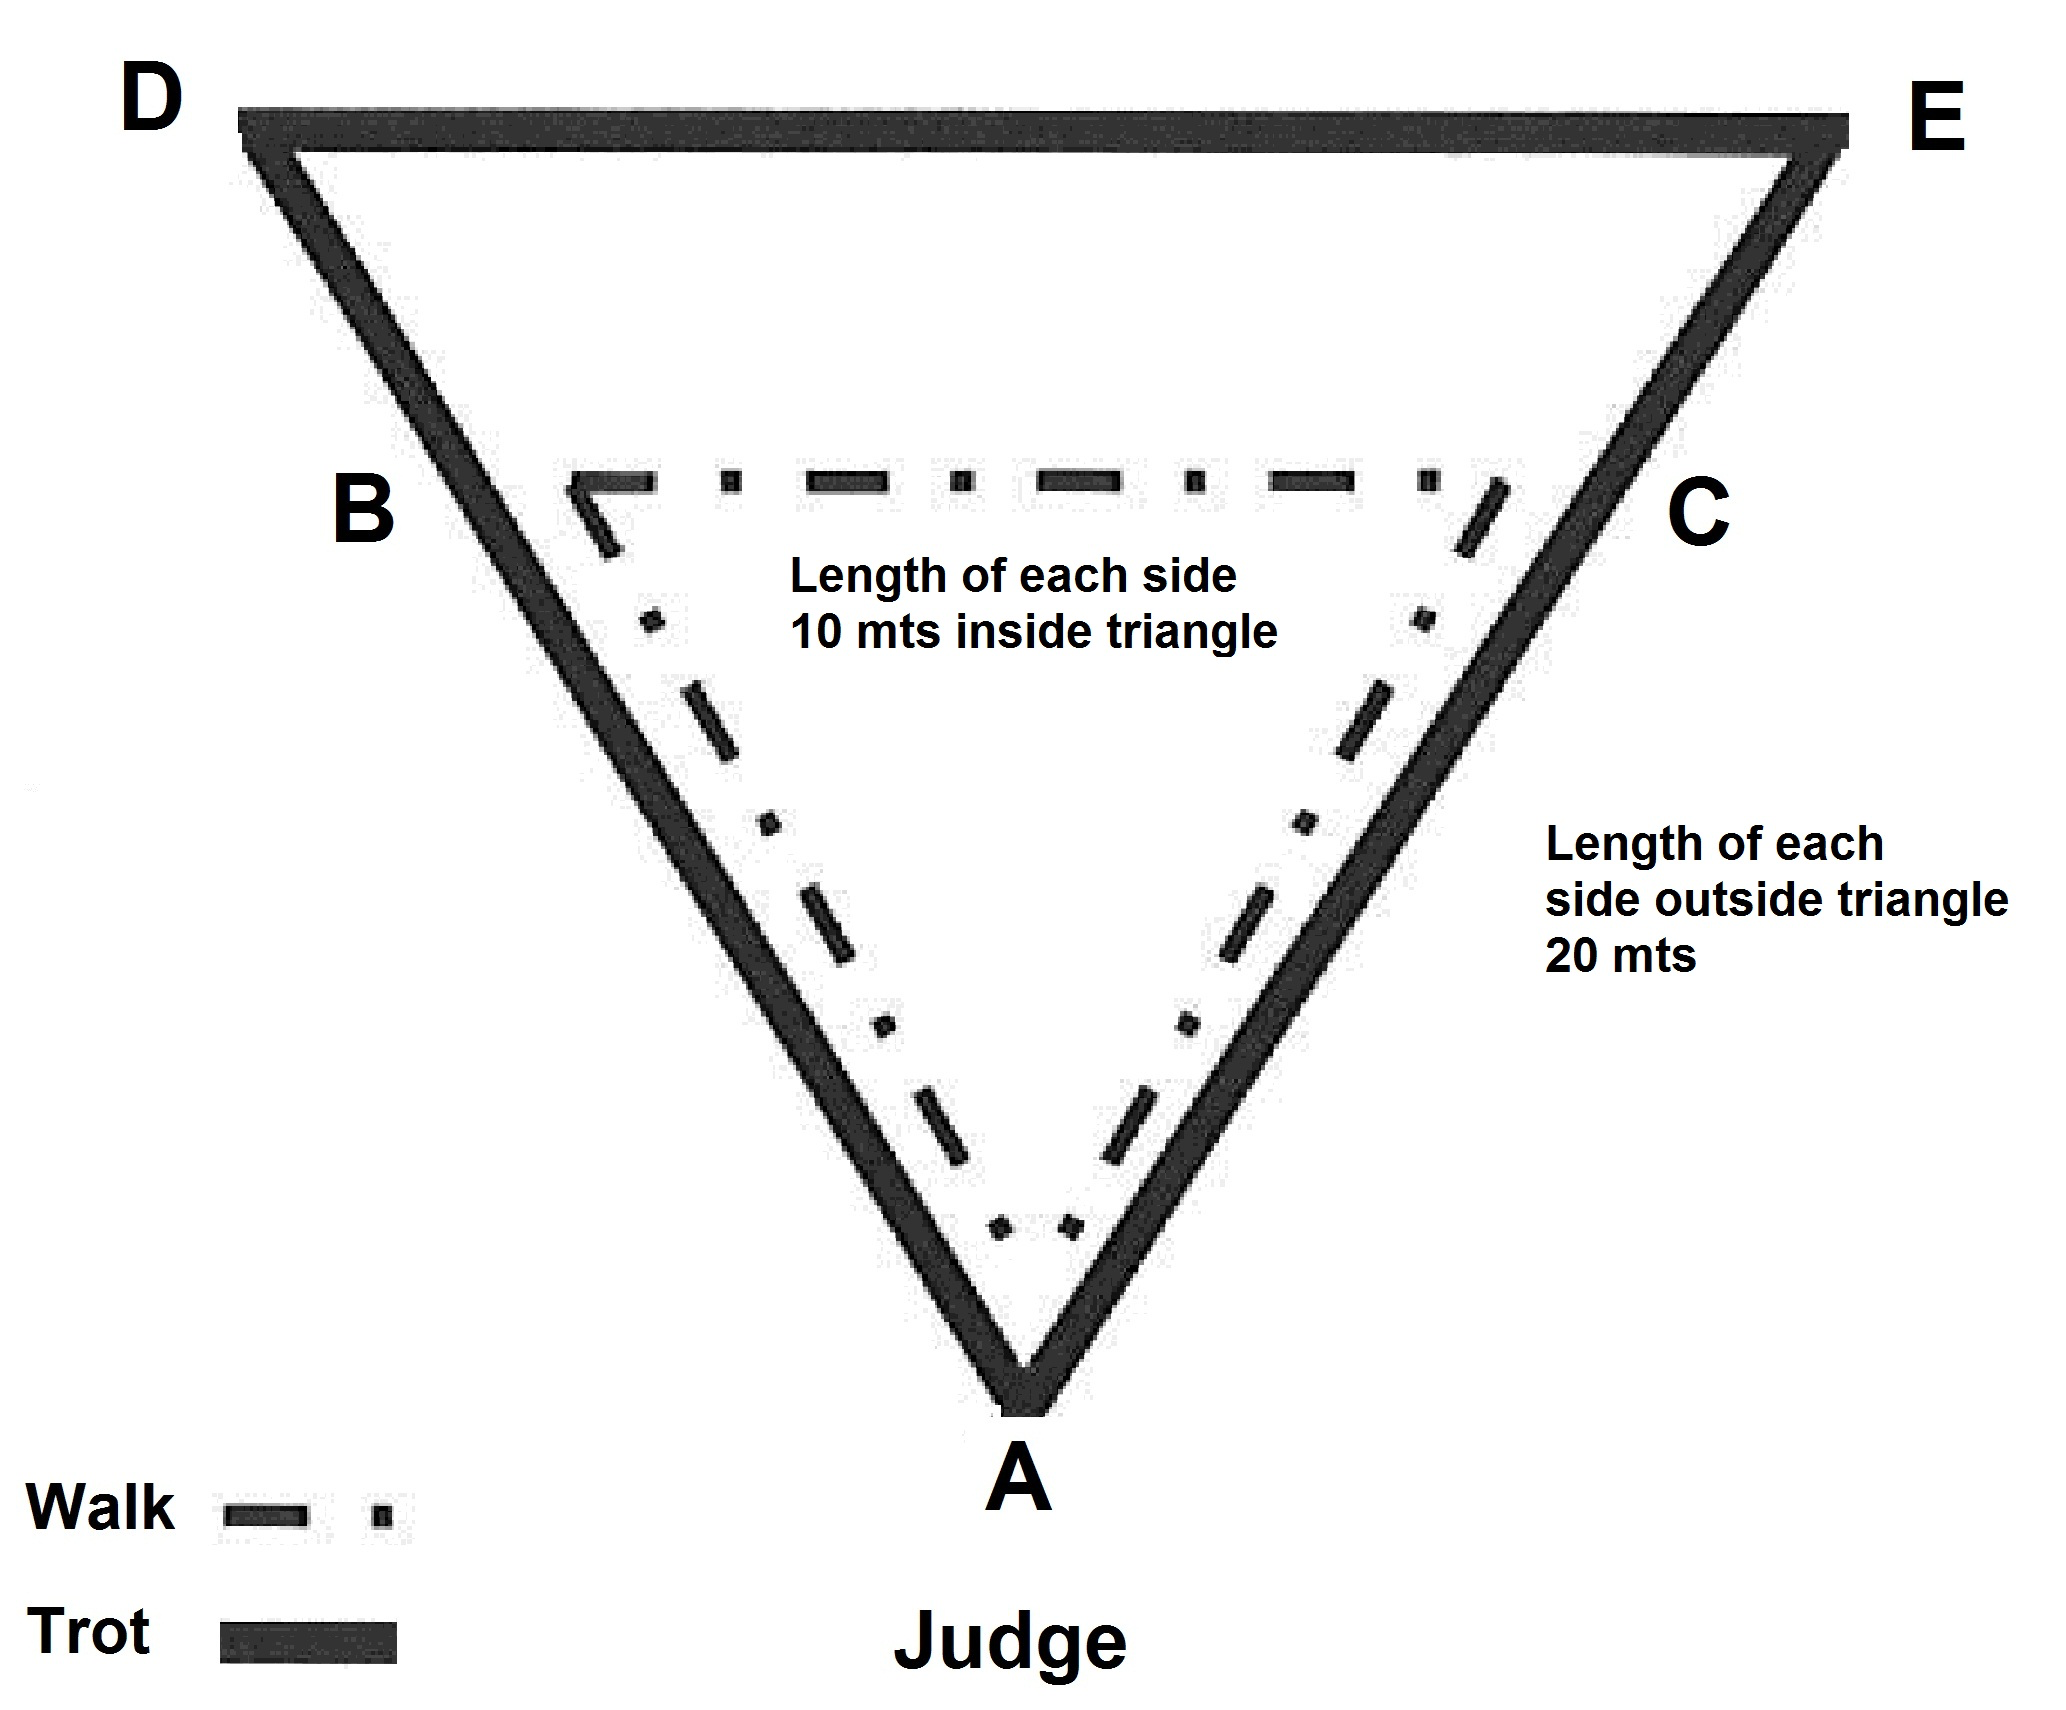 D
E
B
C
Length of each side
10 mts inside triangle
Length of each
side outside triangle
20 mts
A
Walk
Trot
Judge